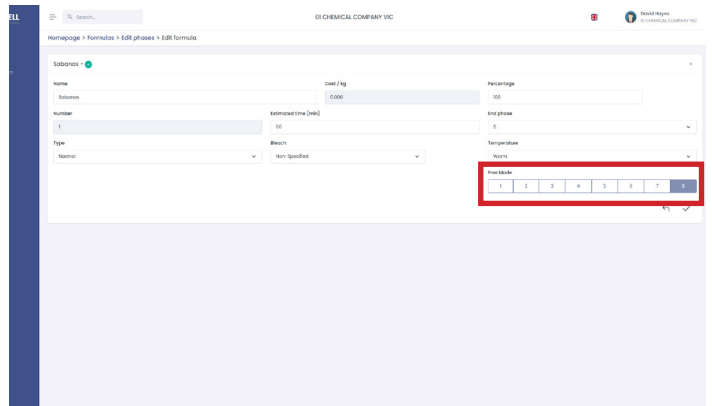 ELL
Search...
01 CHEMICAL COMPANY VIC
David Hayes
01 CHEMICAL COMPANY VIC
Homepage > Formulas > Edit phases > Edit formula
Sabanas -
×
Name
Cost / kg
Percentage
Sabanas
0.000
100
Number
Estimated time (min)
End phase
1
60
Type
Bleach
Temperature
Normal
Non-Specified
Warm
Free Mode
1 2 3 4 5 6 7 8